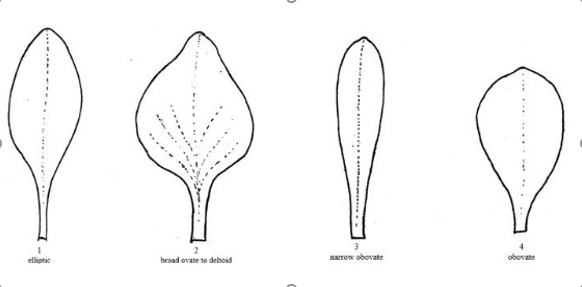 1
elliptic
2
broad ovate to deltoid
3
narrow obovate
4
obovate